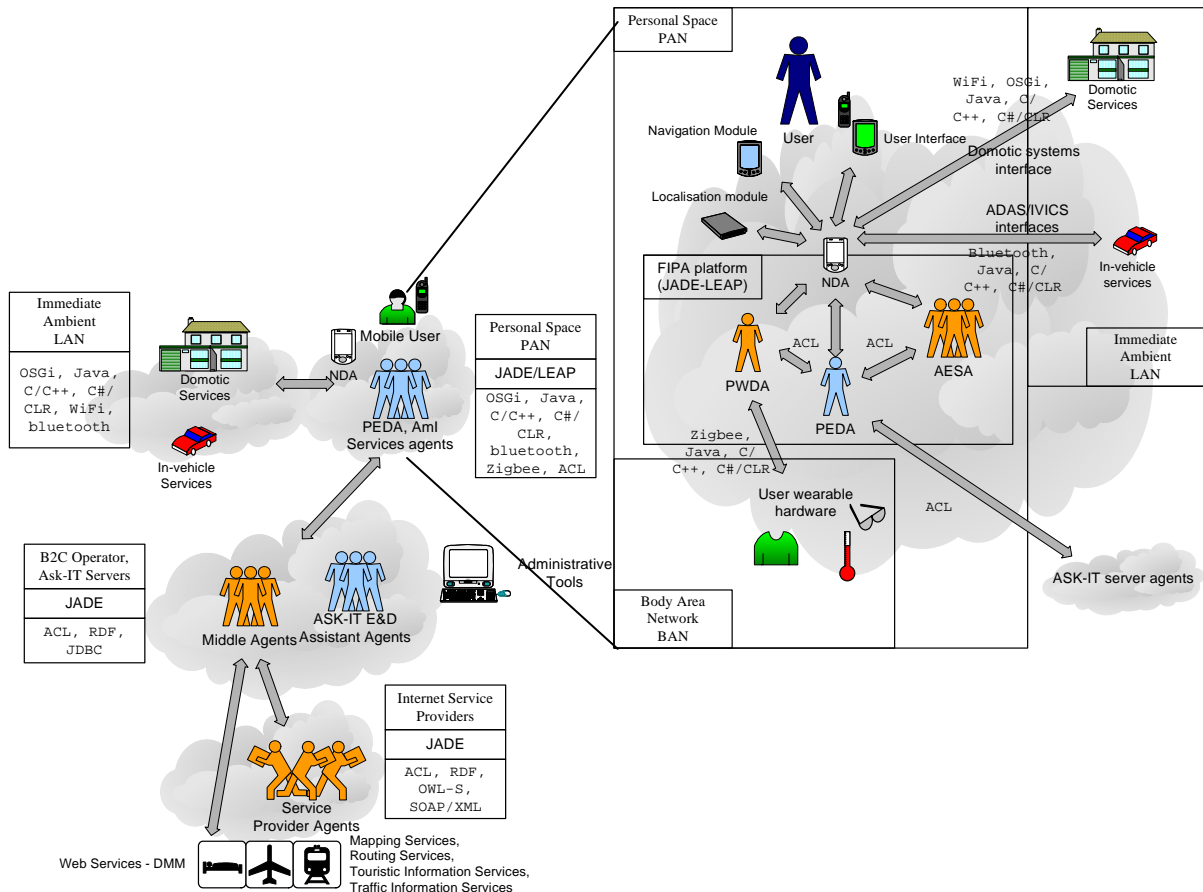 Personal Space
PAN
User
Navigation Module
User Interface
Localisation module
WiFi, OSGi,
Java, C/
C++, C#/CLR
Domotic
Services
Domotic systems
interface
ADAS/IVICS
interfaces
Bluetooth,
Java, C/
C++, C#/CLR
In-vehicle
services
NDA
FIPA platform
(JADE-LEAP)
ACL
ACL
PWDA
AESA
PEDA
Immediate
Ambient
LAN
Zigbee,
Java, C/
C++, C#/CLR
User wearable
hardware
ACL
ASK-IT server agents
Body Area
Network
BAN
Immediate
Ambient
LAN
OSGi, Java,
C/C++, C#/
CLR, WiFi,
bluetooth
Domotic
Services
In-vehicle
Services
Mobile User
NDA
PEDA, AmI
Services agents
Personal Space
PAN
JADE/LEAP
OSGi, Java,
C/C++, C#/
CLR,
bluetooth,
Zigbee, ACL
B2C Operator,
Ask-IT Servers
JADE
ACL, RDF,
JDBC
Middle Agents
ASK-IT E&D
Assistant Agents
Administrative
Tools
Internet Service
Providers
JADE
ACL, RDF,
OWL-S,
SOAP/XML
Service
Provider Agents
Web Services - DMM
Mapping Services,
Routing Services,
Touristic Information Services,
Traffic Information Services